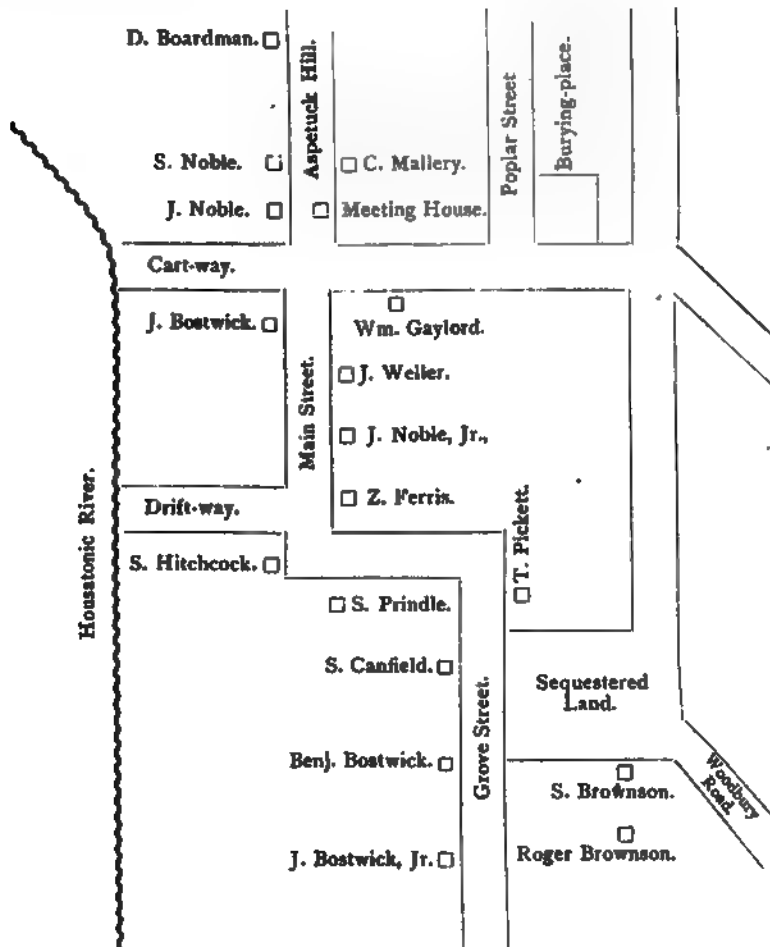 D. Boardman.
Aspetuck Hill.
Poplar Street
Burying-place.
S. Noble.
C. Mallery.
J. Noble.
Meeting House.
Cart-way.
J. Bostwick.
Wm. Gaylord.
J. Weller.
Main Street.
J. Noble, Jr.,
Housatonic River.
Z. Ferris.
Drift-way.
T. Pickett.
S. Hitchcock.
S. Prindle.
S. Canfield.
Sequestered
Land.
Grove Street.
Benj. Bostwick.
Woodbury
Road.
S. Brownson.
J. Bostwick, Jr.
Roger Brownson.